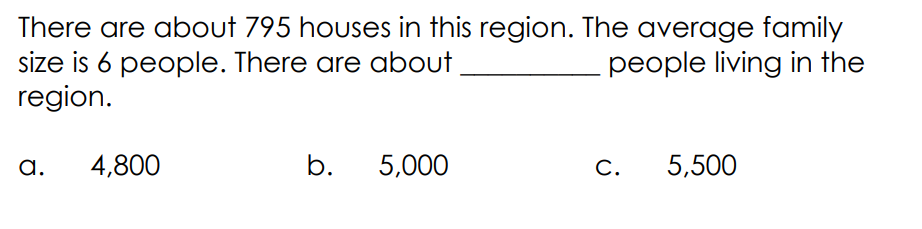 There are about 795 houses in this region. The average family
size is 6 people. There are about __________ people living in the
region.
a. 4,800 b. 5,000 c. 5,500